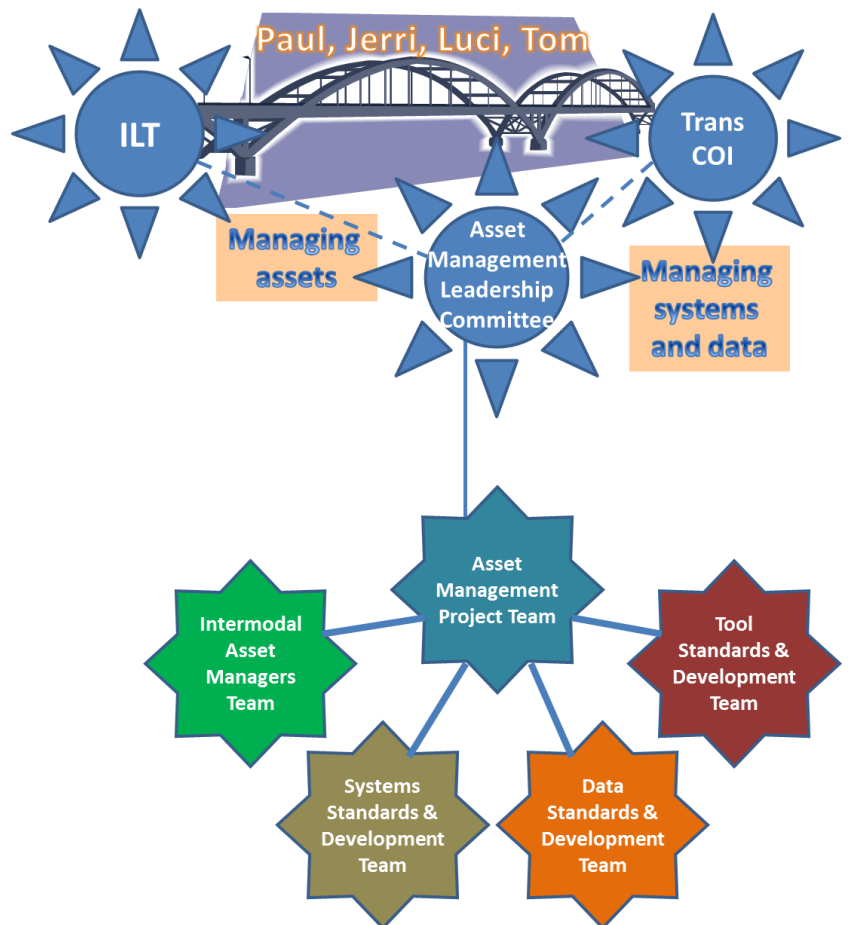 Paul, Jerri, Luci, Tom
ILT
Trans
COI
Managing
assets
Asset
Management
Leadership
Committee
Managing
systems
and data
Asset
Management
Project Team
Intermodal
Asset
Managers
Team
Tool
Standards &
Development
Team
Systems
Standards &
Development
Team
Data
Standards &
Development
Team